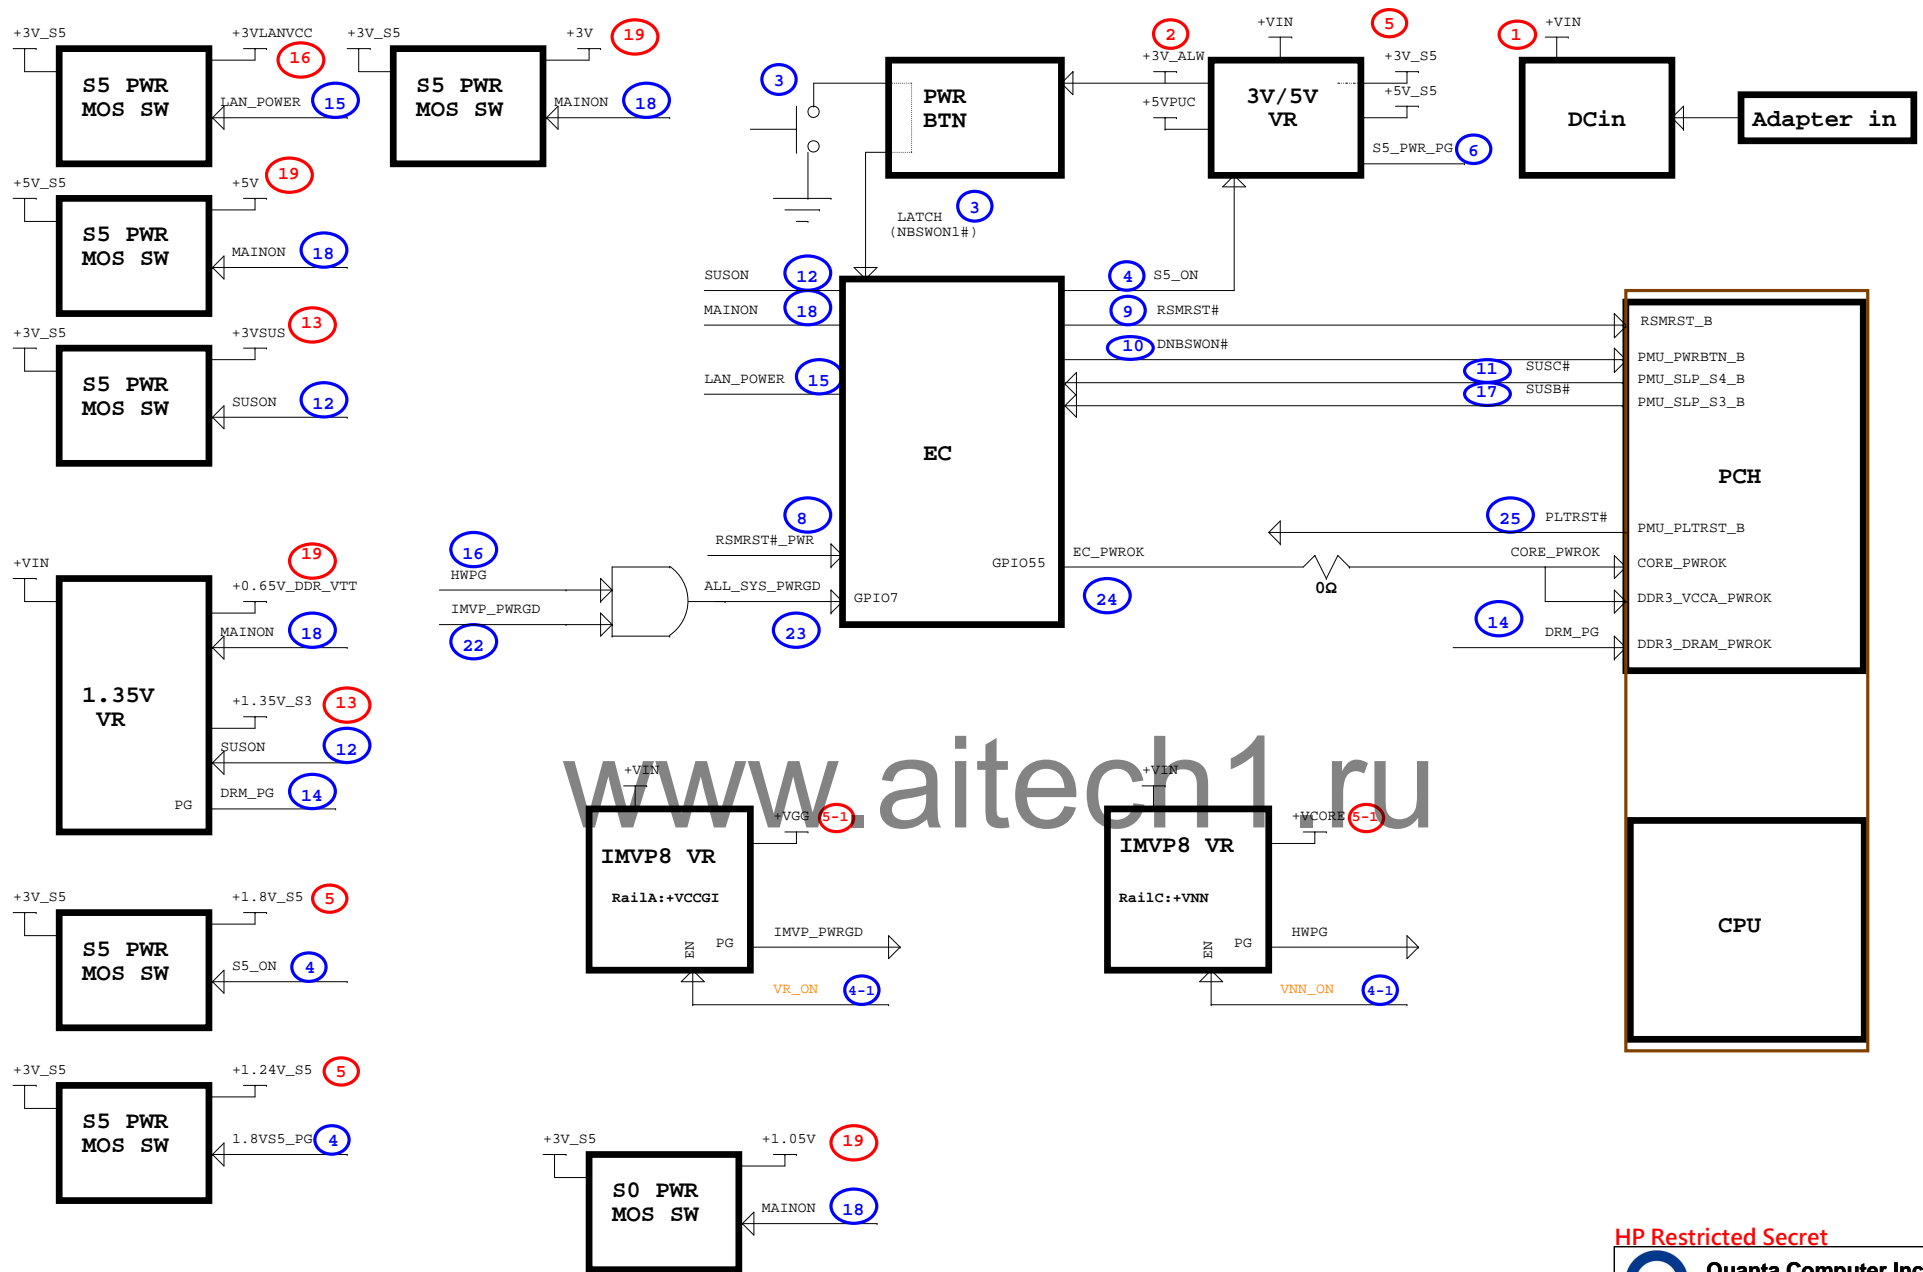 +3V_S5
+3VLANVCC
16
S5 PWR
MOS SW
LAN_POWER
15
+3V_S5
+3V
19
S5 PWR
MOS SW
MAINON
18
3
PWR
BTN
LATCH
(NBSWON1#)
3
2
+3V_ALW
+5VPUC
+VIN
5
3V/5V
VR
+3V_S5
+5V_S5
S5_PWR_PG
6
1
+VIN
DCin
Adapter in
+5V_S5
+5V
19
S5 PWR
MOS SW
MAINON
18
+3V_S5
+3VSUS
13
S5 PWR
MOS SW
SUSON
12
SUSON
12
MAINON
18
LAN_POWER
15
EC
4
S5_ON
9
RSMRST#
10
DNBSWON#
11
SUSC#
17
SUSB#
RSMRST_B
PMU_PWRBTN_B
PMU_SLP_S4_B
PMU_SLP_S3_B
PCH
8
RSMRST#_PWR
16
HWPG
IMVP_PWRGD
22
ALL_SYS_PWRGD
23
GPIO7
GPIO55
EC_PWROK
24
0Ω
25
PLTRST#
PMU_PLTRST_B
CORE_PWROK
CORE_PWROK
DDR3_VCCA_PWROK
14
DRM_PG
DDR3_DRAM_PWROK
+VIN
19
+0.65V_DDR_VTT
MAINON
18
1.35V
VR
+1.35V_S3
13
SUSON
12
PG
DRM_PG
14
www.aitech1.ru
+VIN
+VGG
5-1
IMVP8 VR
RailA:+VCCGI
EN
PG
IMVP_PWRGD
VR_ON
4-1
+VIN
+VCORE
5-1
IMVP8 VR
RailC:+VNN
EN
PG
HWPG
VNN_ON
4-1
CPU
+3V_S5
+1.8V_S5
5
S5 PWR
MOS SW
S5_ON
4
+3V_S5
+1.24V_S5
5
S5 PWR
MOS SW
1.8VS5_PG
4
+3V_S5
+1.05V
19
S0 PWR
MOS SW
MAINON
18
HP Restricted Secret
Quanta Computer Inc